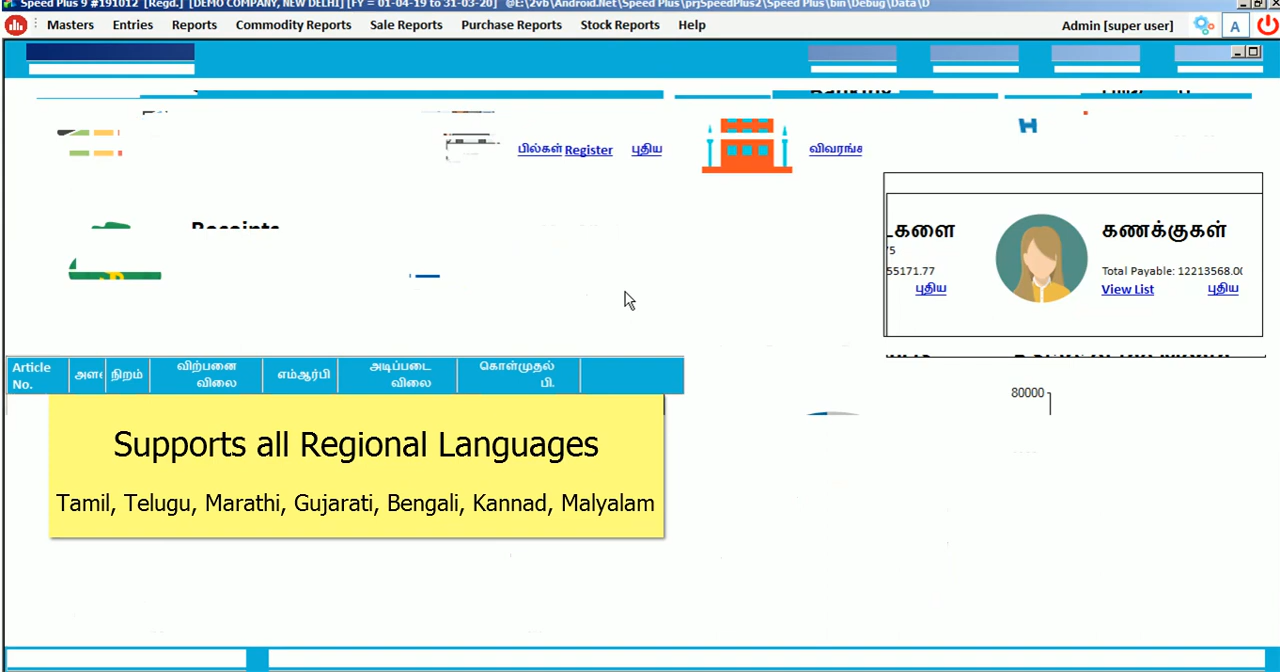 Speed Plus 9 #191012 [Regd.] [DEMO COMPANY, NEW DELHI] [FY = 01-04-19 to 31-03-20] @E:\2vb\Android.Net\Speed Plus\prjSpeedPlus2\Speed Plus\bin\Debug\Data\D
Masters Entries Reports Commodity Reports Sale Reports Purchase Reports Stock Reports Help Admin [super user] A
பில்கள் Register புதிய
Receipts
கணக்குகள்
55171.77 Total Payable: 12213568.00
புதிய View List புதிய
Article No. நிறம் விற்பனை விலை எம்ஆர்பி அடிப்படை விலை கொள்முதல் பி.
80000
Supports all Regional Languages
Tamil, Telugu, Marathi, Gujarati, Bengali, Kannad, Malyalam